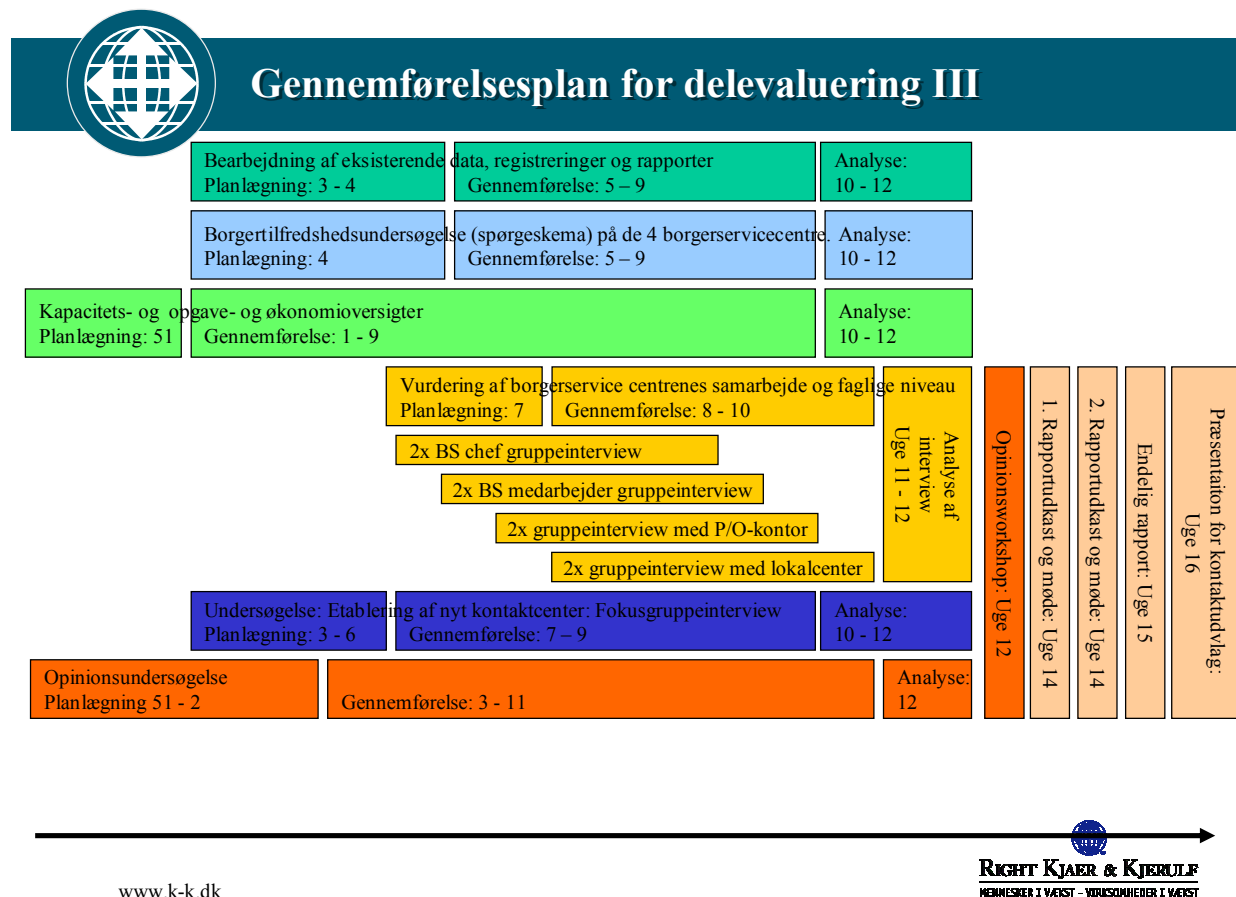 Gennemførelsesplan for delevaluering III
Bearbejdning af eksisterende data, registreringer og rapporter
Planlægning: 3 - 4
Gennemførelse: 5 – 9
Analyse:
10 - 12
Borgertilfredshedsundersøgelse (spørgeskema) på de 4 borgerservicecentre.
Planlægning: 4
Gennemførelse: 5 – 9
Analyse:
10 - 12
Kapacitets- og opgave- og økonomioversigter
Planlægning: 51
Gennemførelse: 1 - 9
Analyse:
10 - 12
Vurdering af borgerservice centrenes samarbejde og faglige niveau
Planlægning: 7
Gennemførelse: 8 - 10
2x BS chef gruppeinterview
2x BS medarbejder gruppeinterview
2x gruppeinterview med P/O-kontor
2x gruppeinterview med lokalcenter
Analyse af
interview
Uge 11 - 12
Undersøgelse: Etablering af nyt kontaktcenter: Fokusgruppeinterview
Planlægning: 3 - 6
Gennemførelse: 7 – 9
Analyse:
10 - 12
Opinionsundersøgelse
Planlægning 51 - 2
Gennemførelse: 3 - 11
Analyse:
12
Opinionsworkshop: Uge 12
1. Rapportudkast og møde: Uge 14
2. Rapportudkast og møde: Uge 14
Endelig rapport: Uge 15
Præsentaiton for kontaktudvlag:
Uge 16
www.k-k.dk
RIGHT KJAER & KJERULF
MENNESKER I VÆKST - VIRKSOMHEDER I VÆKST